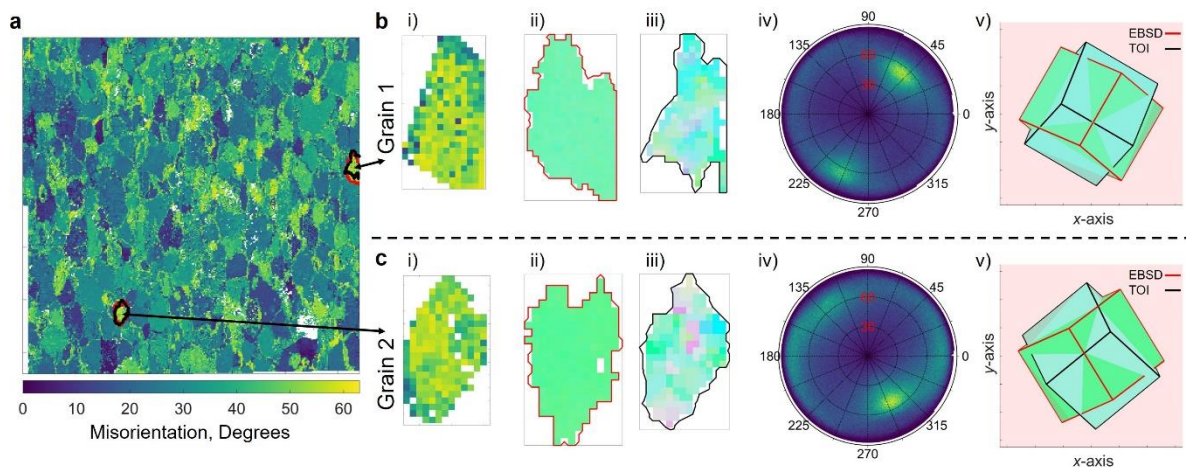 a
0 10 20 30 40 50 60
Misorientation, Degrees
b
Grain 1
i)
ii)
iii)
iv)
90
135 45
180 0
225 315
270
v)
EBSD
TOI
y-axis
x-axis
c
Grain 2
i)
ii)
iii)
iv)
90
135 45
180 0
225 315
270
v)
EBSD
TOI
y-axis
x-axis